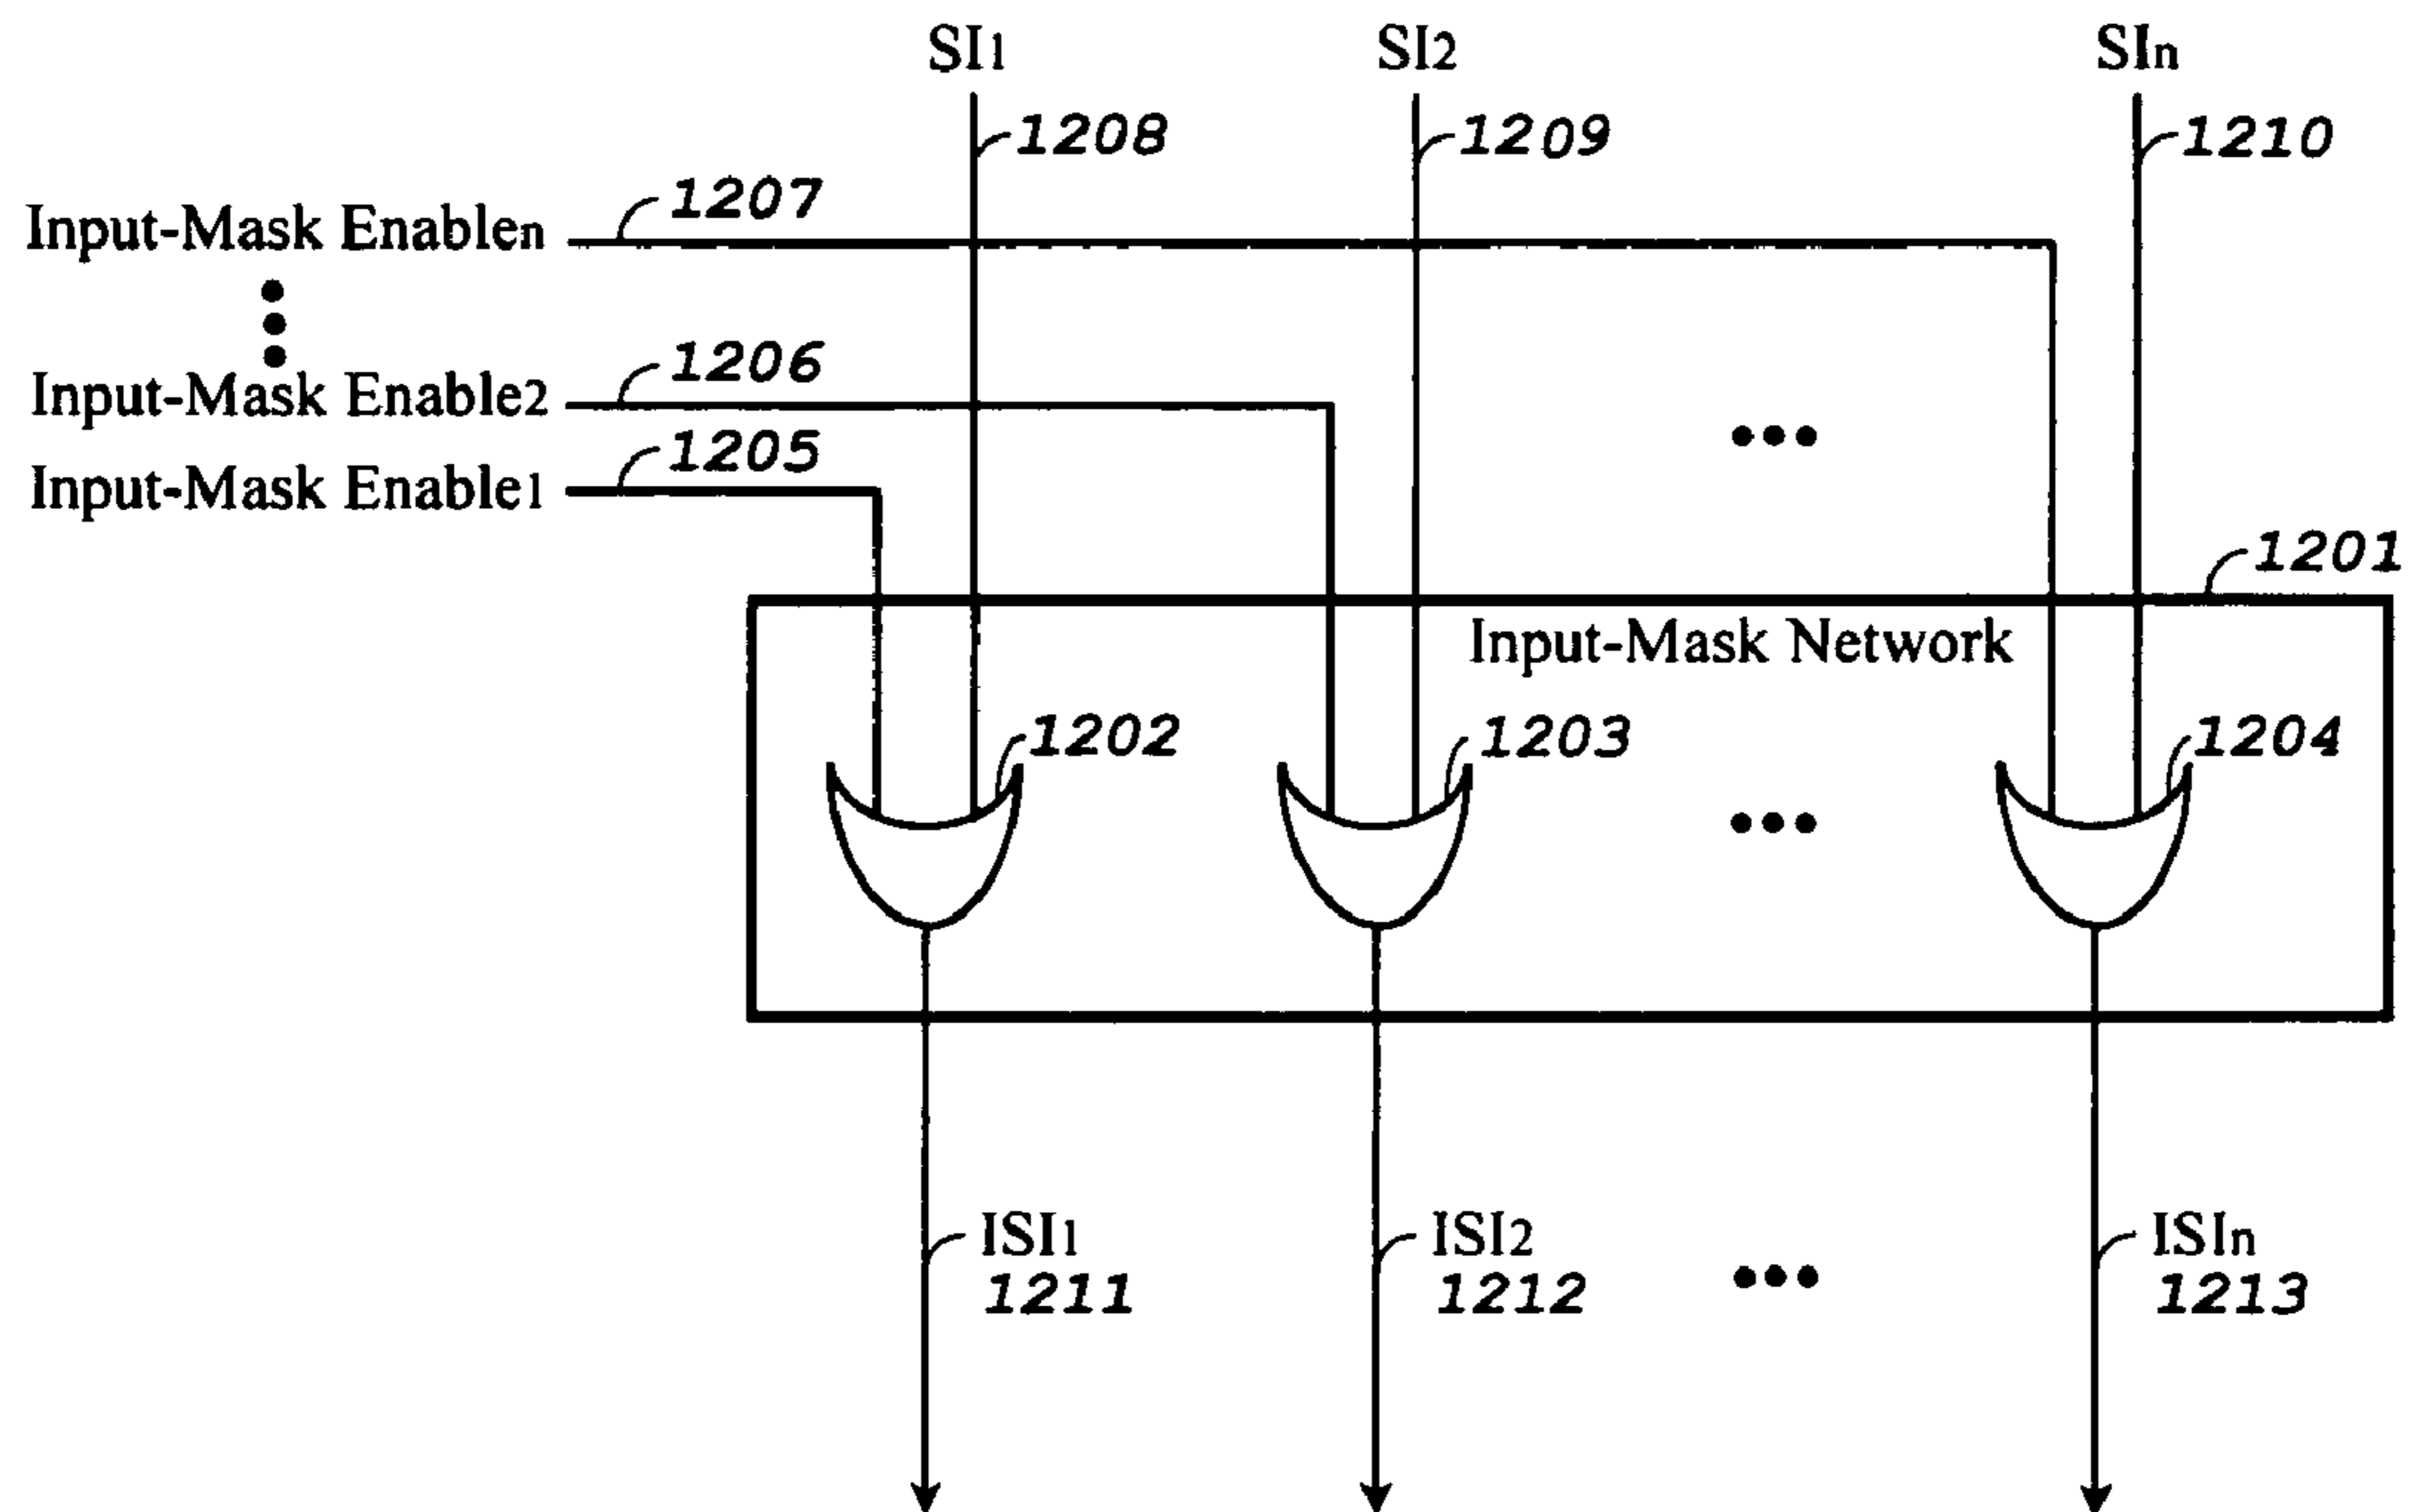 SI1 SI2 SIn
1208 1209 1210
1207
Input-Mask Enablen
1206
Input-Mask Enable2
1205
Input-Mask Enable1
1201
Input-Mask Network
1202 1203 1204
ISI1 ISI2 ISIn
1211 1212 1213